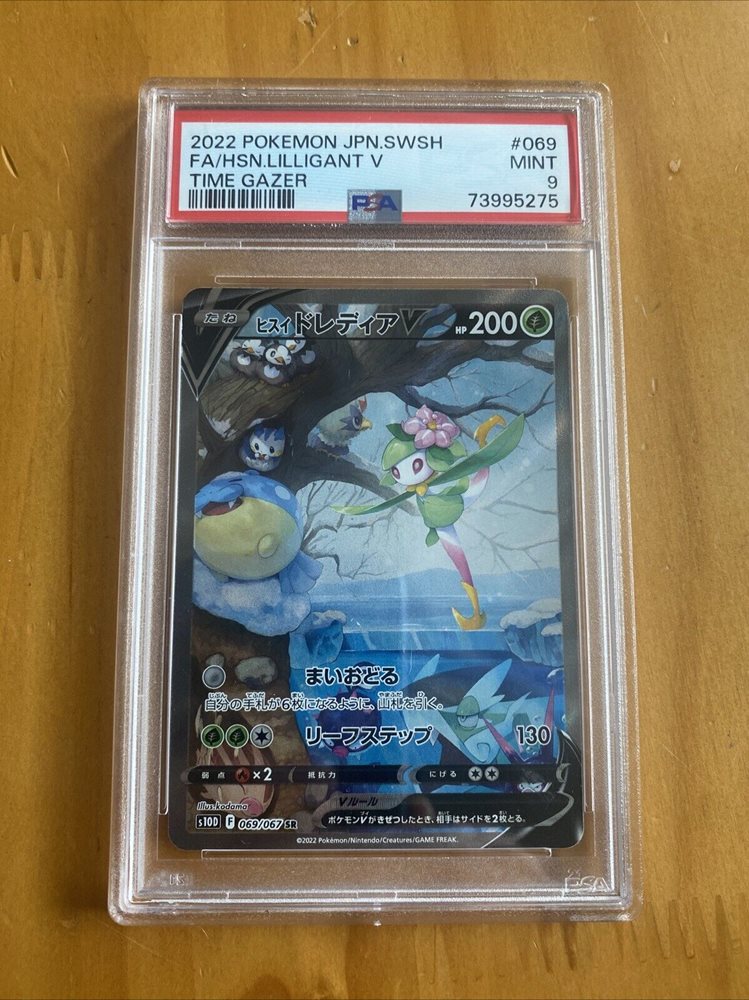 2022 POKEMON JPN.SWSH #069
FA/HSN.LILLIGANT V MINT
TIME GAZER 9
PSA 73995275
たね ヒスイ ドレディアV HP 200
まいおどる
自分の手札が6枚になるように、山札を引く。
リーフステップ 130
弱点 ×2 抵抗力 にげる
Vルール
Illus.kodama
ポケモンVがきぜつしたとき、相手はサイドを2枚とる。
s10D F 069/067 SR
©2022 Pokémon/Nintendo/Creatures/GAME FREAK.
PSA